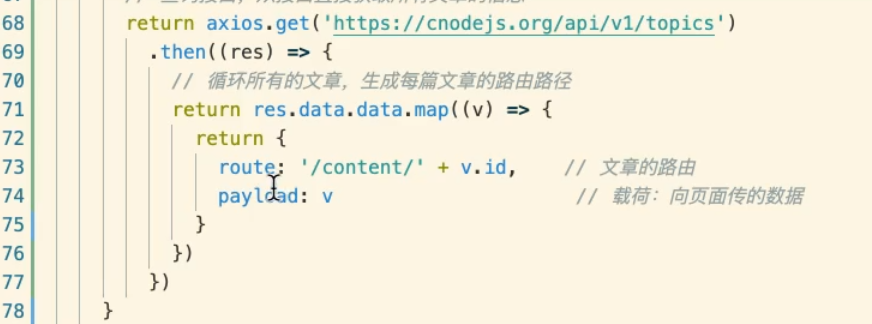 68 return axios.get('https://cnodejs.org/api/v1/topics')
69 .then((res) => {
70 // 循环所有的文章，生成每篇文章的路由路径
71 return res.data.data.map((v) => {
72 return {
73 route: '/content/' + v.id, // 文章的路由
74 payload: v // 载荷：向页面传的数据
75 }
76 })
77 })
78 }